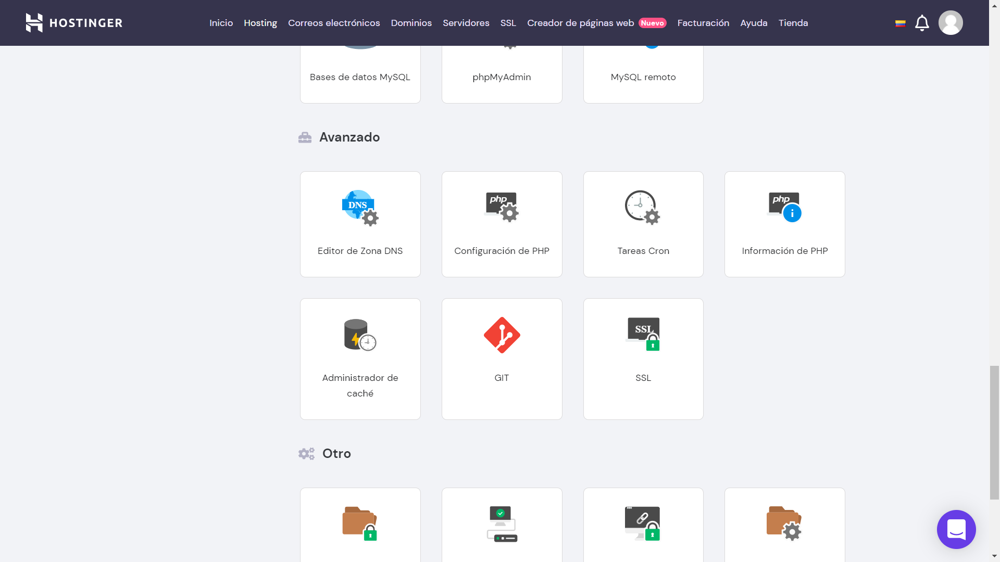 HOSTINGER
Inicio Hosting Correos electrónicos Dominios Servidores SSL Creador de páginas web Nuevo Facturación Ayuda Tienda
Bases de datos MySQL phpMyAdmin MySQL remoto
Avanzado
DNS php php
Editor de Zona DNS Configuración de PHP Tareas Cron Información de PHP
SSL
Administrador de GIT SSL
caché
Otro